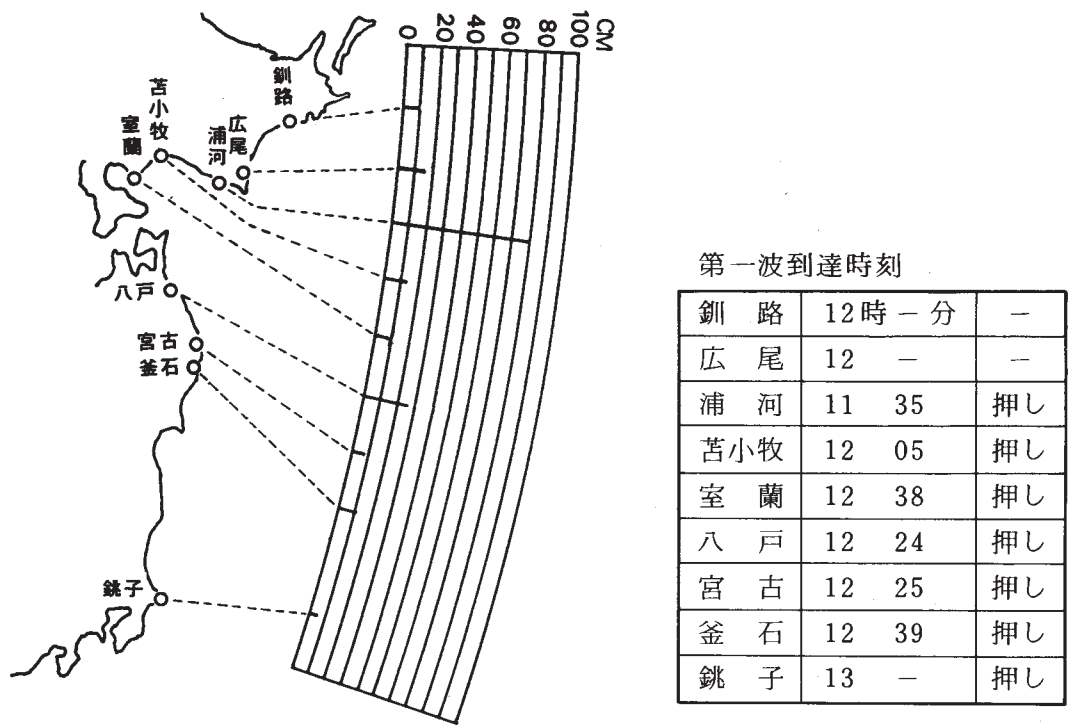 CM
0 20 40 60 80 100
釧路
広尾
浦河
苫小牧
室蘭
八戸
宮古
釜石
銚子
第一波到達時刻
釧路 12時 - 分 -
広尾 12 - -
浦河 11 35 押し
苫小牧 12 05 押し
室蘭 12 38 押し
八戸 12 24 押し
宮古 12 25 押し
釜石 12 39 押し
銚子 13 - 押し